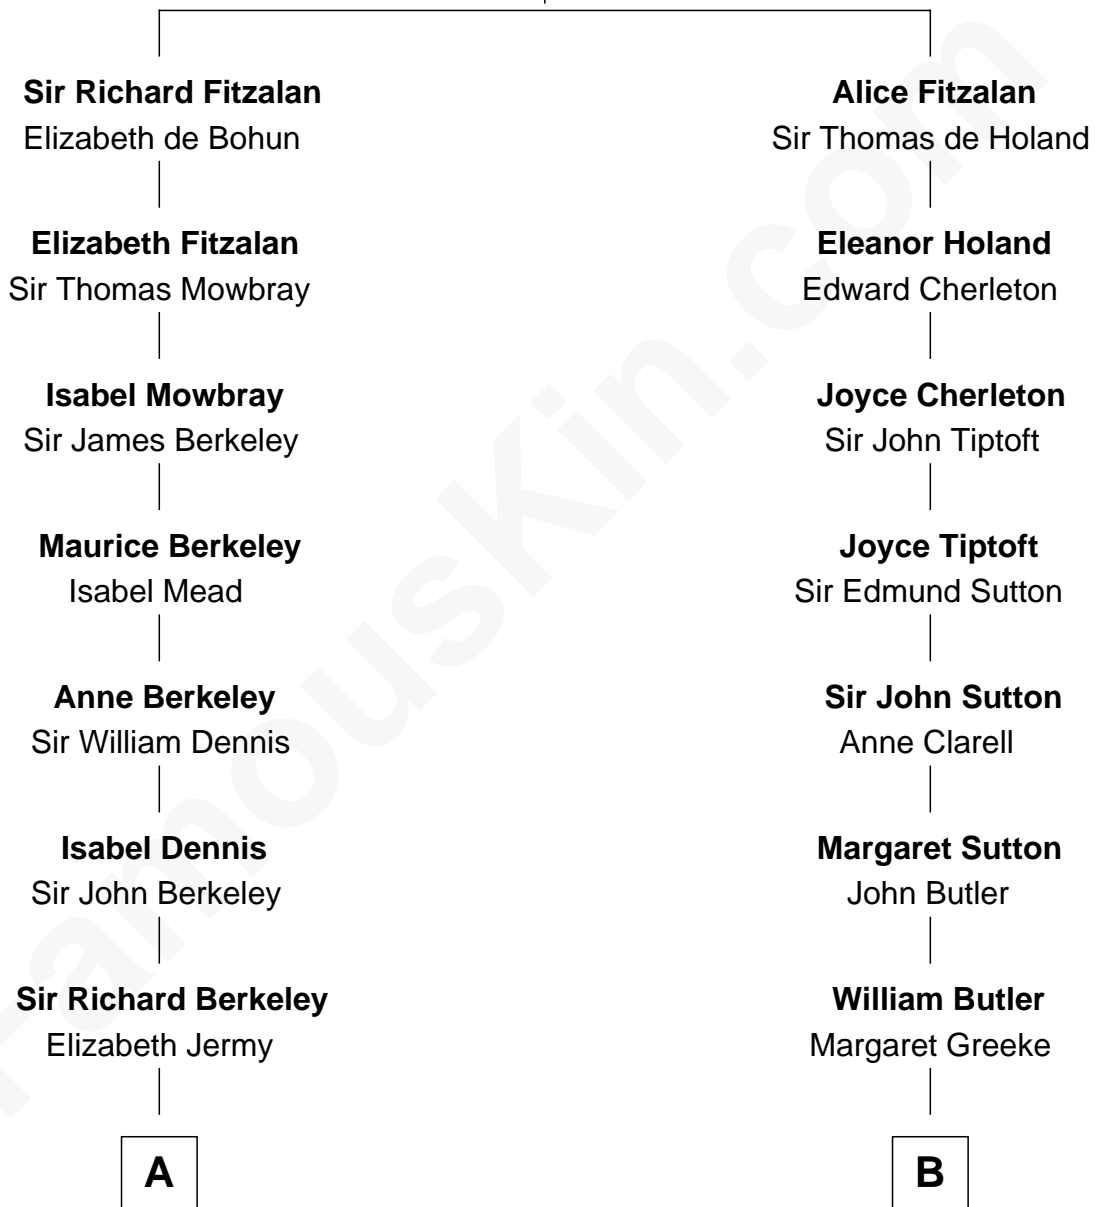 Sir Richard Fitzalan
Elizabeth de Bohun
Elizabeth Fitzalan
Sir Thomas Mowbray
Isabel Mowbray
Sir James Berkeley
Maurice Berkeley
Isabel Mead
Anne Berkeley
Sir William Dennis
Isabel Dennis
Sir John Berkeley
Sir Richard Berkeley
Elizabeth Jermy
A
Alice Fitzalan
Sir Thomas de Holand
Eleanor Holand
Edward Cherleton
Joyce Cherleton
Sir John Tiptoft
Joyce Tiptoft
Sir Edmund Sutton
Sir John Sutton
Anne Clarell
Margaret Sutton
John Butler
William Butler
Margaret Greeke
B
FamousKin.com